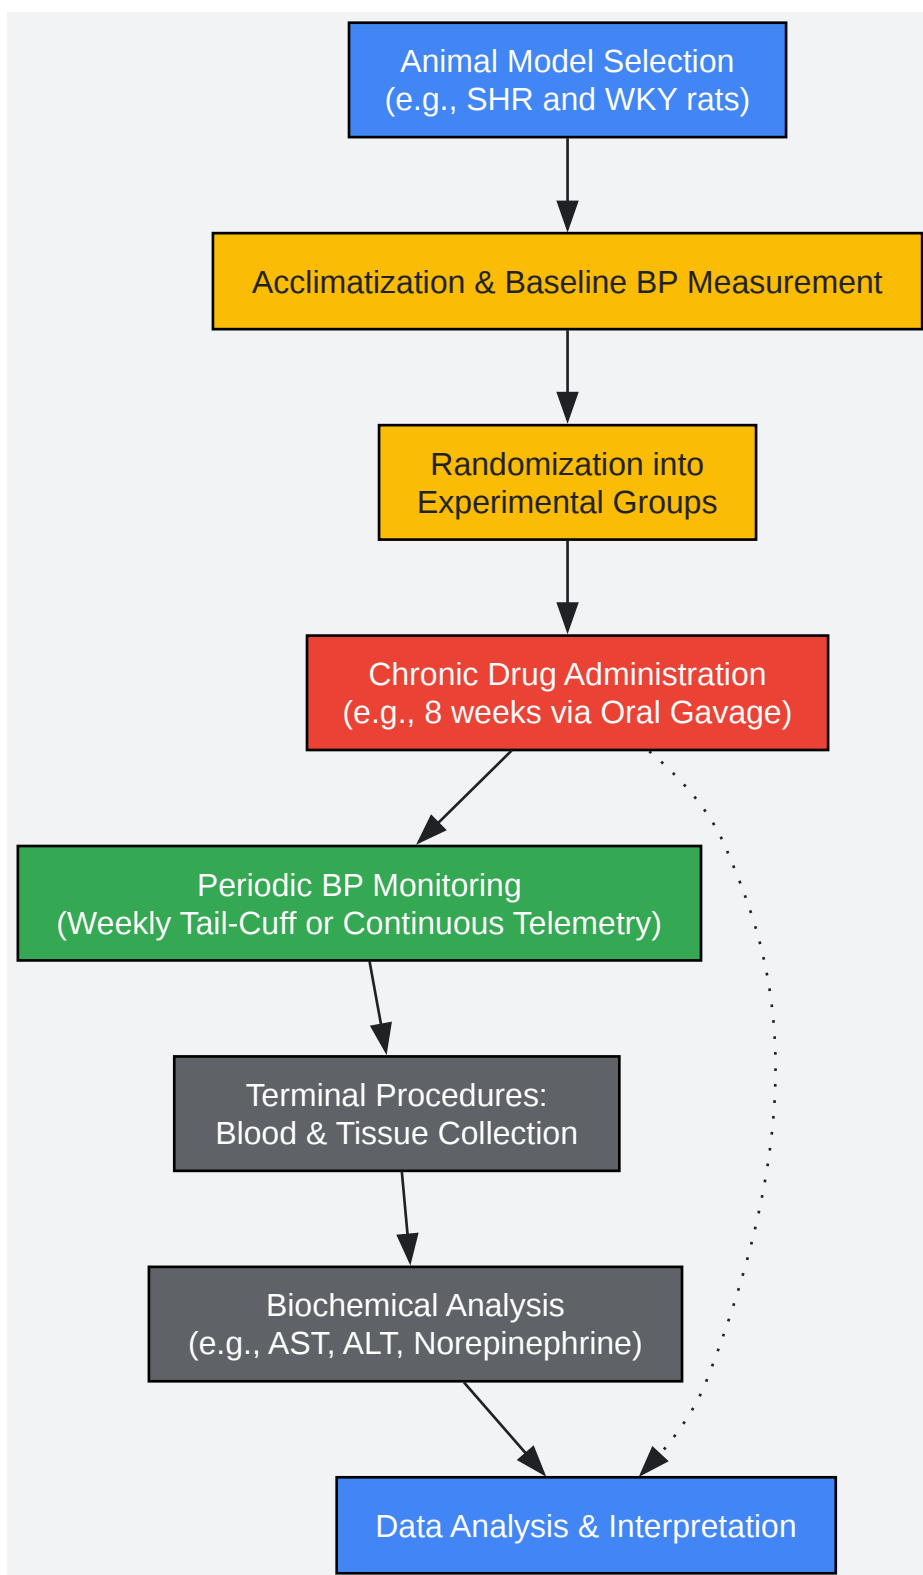 Animal Model Selection
(e.g., SHR and WKY rats)
Acclimatization & Baseline BP Measurement
Randomization into
Experimental Groups
Chronic Drug Administration
(e.g., 8 weeks via Oral Gavage)
Periodic BP Monitoring
(Weekly Tail-Cuff or Continuous Telemetry)
Terminal Procedures:
Blood & Tissue Collection
Biochemical Analysis
(e.g., AST, ALT, Norepinephrine)
Data Analysis & Interpretation